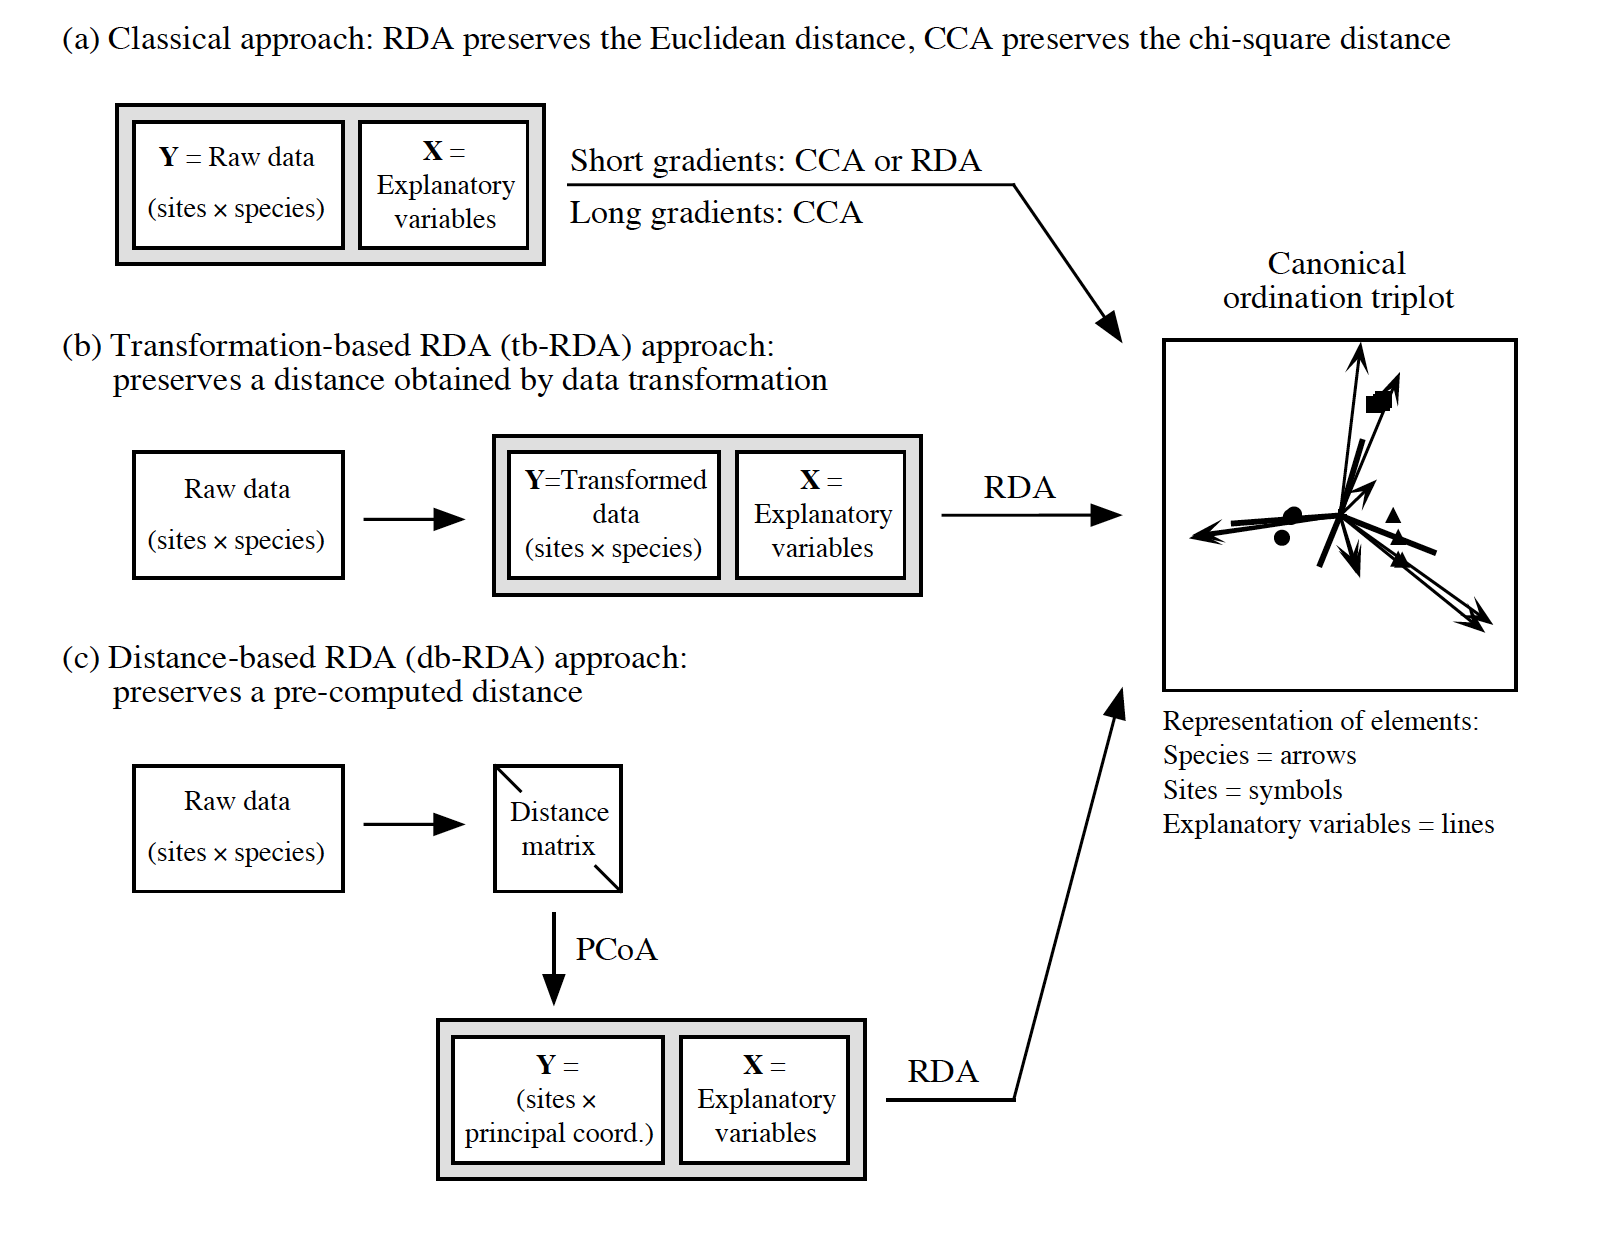 (a) Classical approach: RDA preserves the Euclidean distance, CCA preserves the chi-square distance
Y = Raw data
(sites × species)
X =
Explanatory
variables
Short gradients: CCA or RDA
Long gradients: CCA
Canonical
ordination triplot
(b) Transformation-based RDA (tb-RDA) approach:
preserves a distance obtained by data transformation
Raw data
(sites × species)
Y=Transformed
data
(sites × species)
X =
Explanatory
variables
RDA
(c) Distance-based RDA (db-RDA) approach:
preserves a pre-computed distance
Representation of elements:
Species = arrows
Sites = symbols
Explanatory variables = lines
Raw data
(sites × species)
Distance
matrix
PCoA
Y =
(sites ×
principal coord.)
X =
Explanatory
variables
RDA